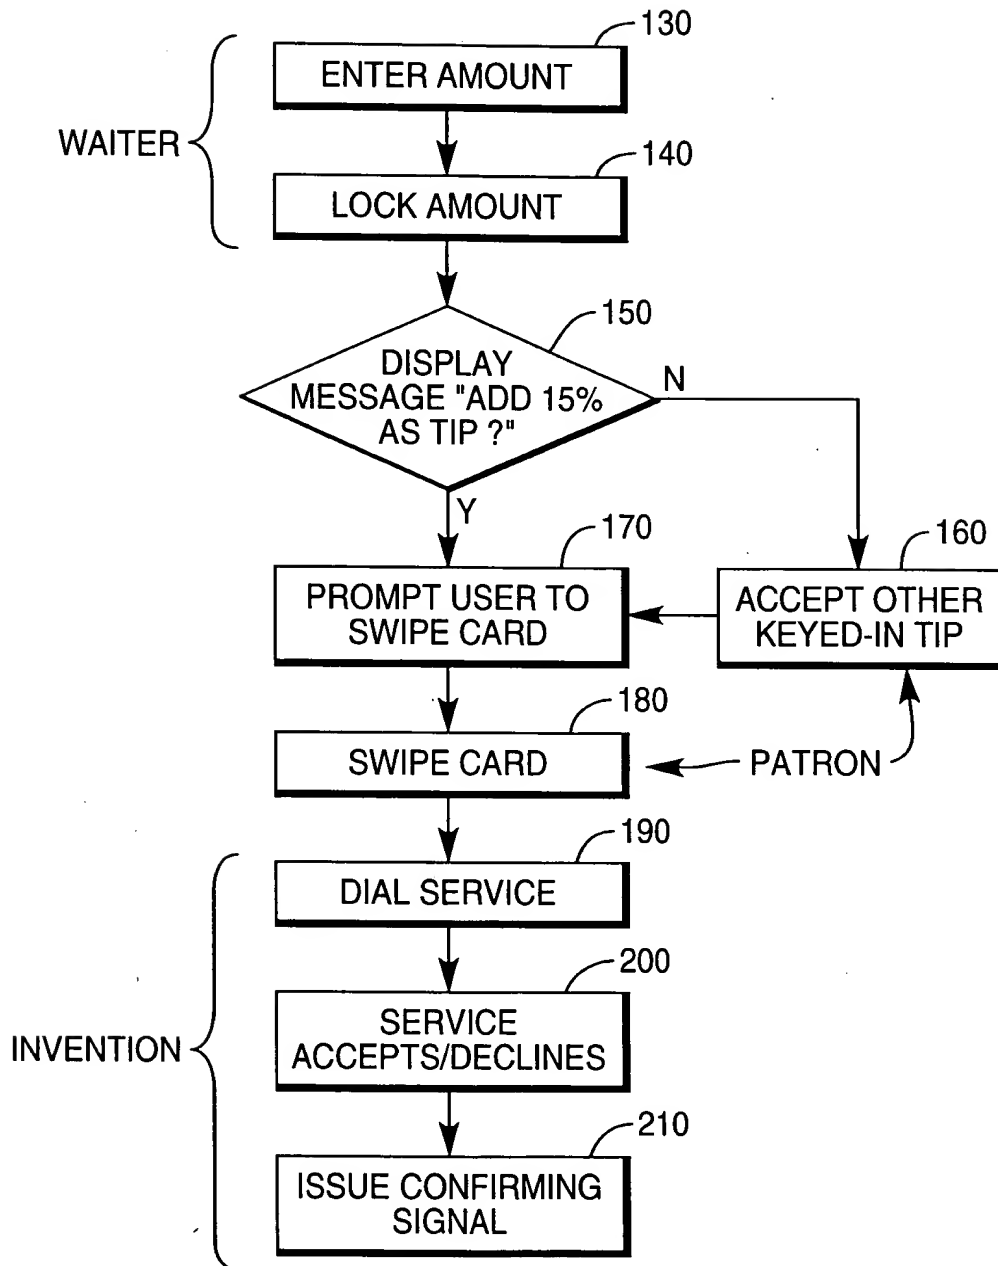 130
ENTER AMOUNT
WAITER
140
LOCK AMOUNT
150
DISPLAY
MESSAGE "ADD 15%
AS TIP ?"
N
Y
170
PROMPT USER TO
SWIPE CARD
160
ACCEPT OTHER
KEYED-IN TIP
180
SWIPE CARD
PATRON
190
DIAL SERVICE
INVENTION
200
SERVICE
ACCEPTS/DECLINES
210
ISSUE CONFIRMING
SIGNAL